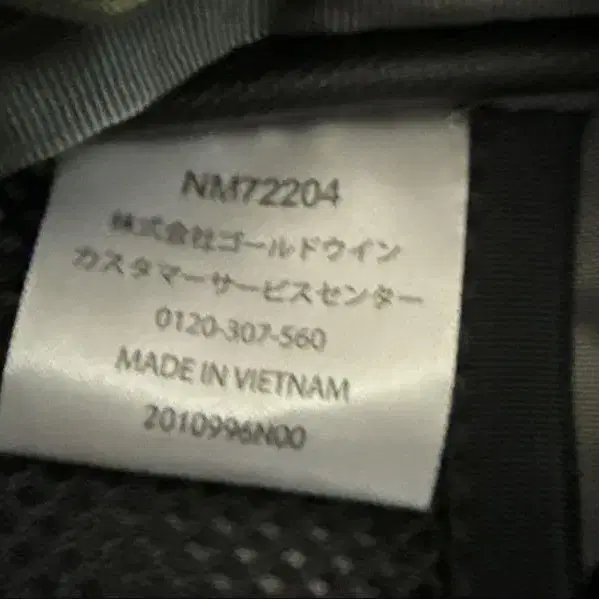 NM72204
株式会社ゴールドウイン
カスタマーサービスセンター
0120-307-560
MADE IN VIETNAM
2010996N00